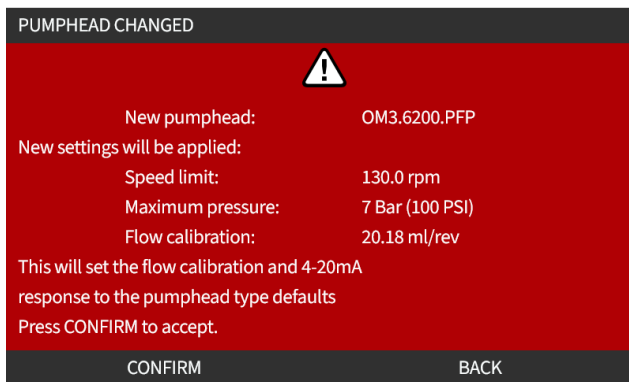 PUMPHEAD CHANGED
New pumphead: OM3.6200.PFP
New settings will be applied:
Speed limit: 130.0 rpm
Maximum pressure: 7 Bar (100 PSI)
Flow calibration: 20.18 ml/rev
This will set the flow calibration and 4-20mA
response to the pumphead type defaults
Press CONFIRM to accept.
CONFIRM BACK